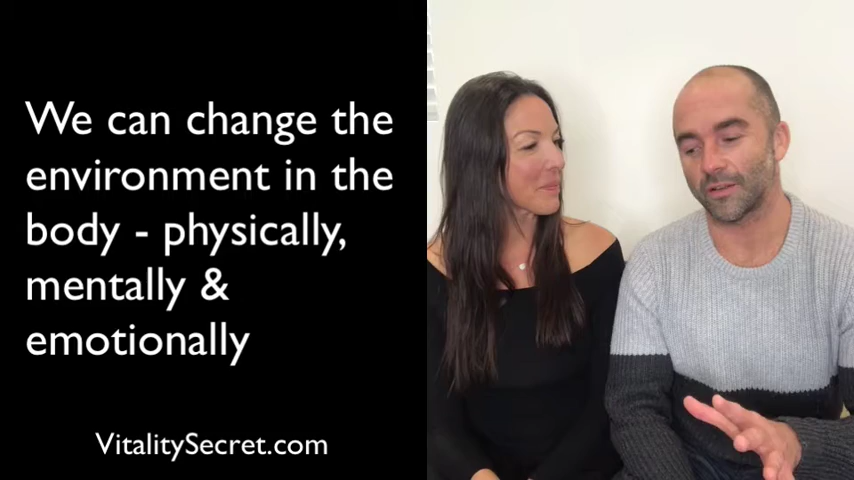 We can change the
environment in the
body - physically,
mentally &
emotionally
VitalitySecret.com